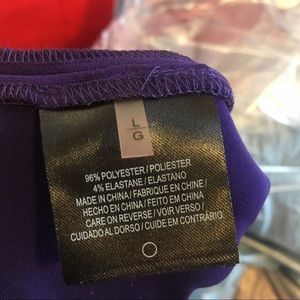 L
G
96% POLYESTER / POLIESTER
4% ELASTANE / ELASTANO
MADE IN CHINA / FABRIQUE EN CHINE /
HECHO EN CHINA / FEITO EM CHINA
CARE ON REVERSE / VOIR VERSO /
CUIDADO AL DORSO / CUIDE EM CONTRÁRIO